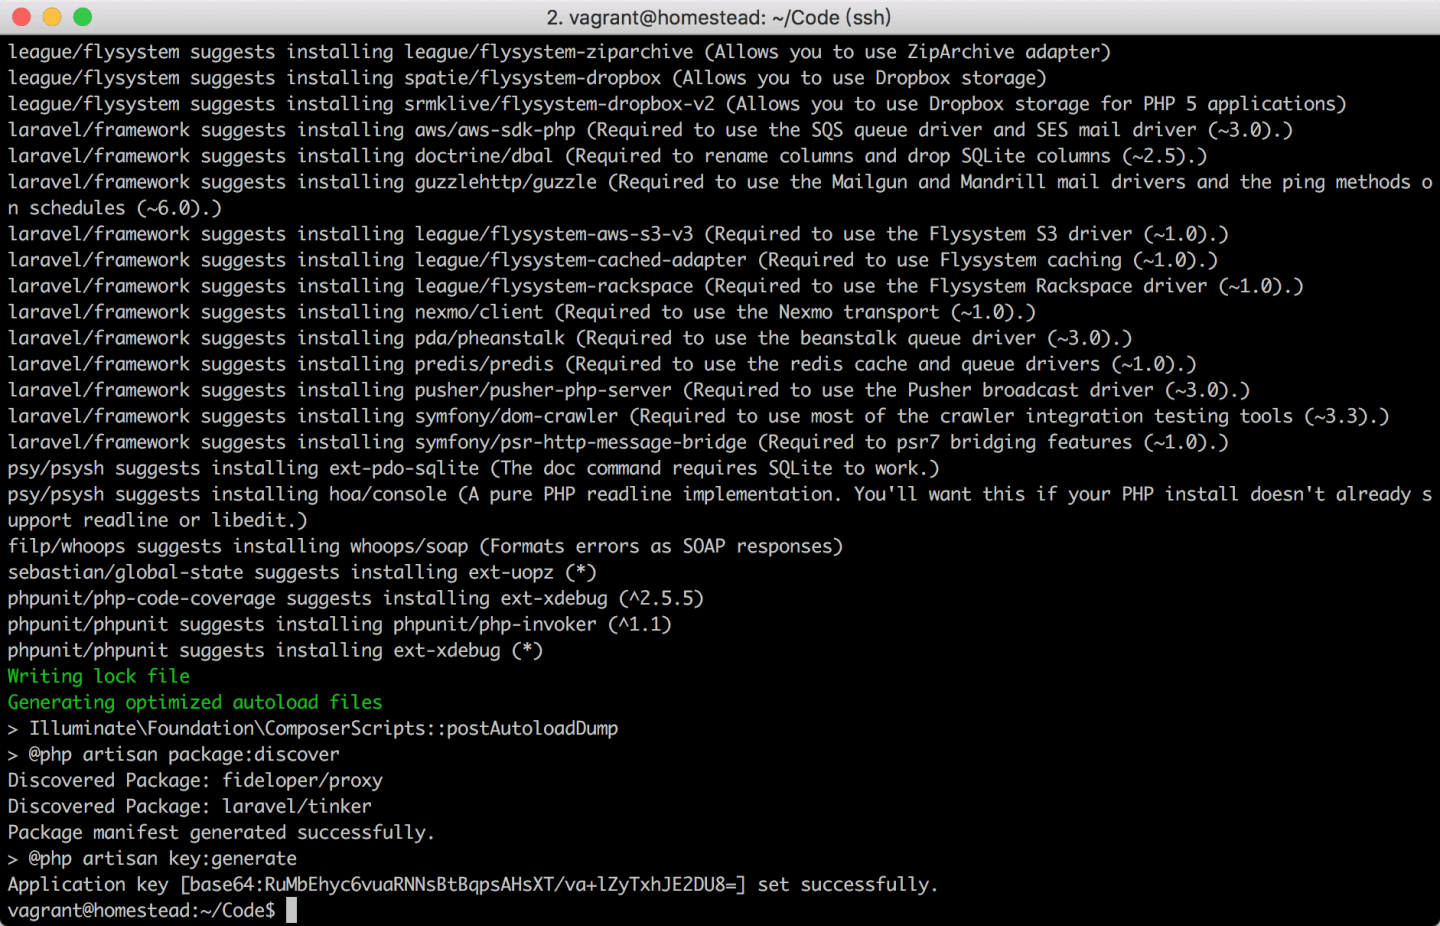 2. vagrant@homestead: ~/Code (ssh)
league/flysystem suggests installing league/flysystem-ziparchive (Allows you to use ZipArchive adapter)
league/flysystem suggests installing spatie/flysystem-dropbox (Allows you to use Dropbox storage)
league/flysystem suggests installing srmklive/flysystem-dropbox-v2 (Allows you to use Dropbox storage for PHP 5 applications)
laravel/framework suggests installing aws/aws-sdk-php (Required to use the SQS queue driver and SES mail driver (~3.0).)
laravel/framework suggests installing doctrine/dbal (Required to rename columns and drop SQLite columns (~2.5).)
laravel/framework suggests installing guzzlehttp/guzzle (Required to use the Mailgun and Mandrill mail drivers and the ping methods o
n schedules (~6.0).)
laravel/framework suggests installing league/flysystem-aws-s3-v3 (Required to use the Flysystem S3 driver (~1.0).)
laravel/framework suggests installing league/flysystem-cached-adapter (Required to use Flysystem caching (~1.0).)
laravel/framework suggests installing league/flysystem-rackspace (Required to use the Flysystem Rackspace driver (~1.0).)
laravel/framework suggests installing nexmo/client (Required to use the Nexmo transport (~1.0).)
laravel/framework suggests installing pda/pheanstalk (Required to use the beanstalk queue driver (~3.0).)
laravel/framework suggests installing predis/predis (Required to use the redis cache and queue drivers (~1.0).)
laravel/framework suggests installing pusher/pusher-php-server (Required to use the Pusher broadcast driver (~3.0).)
laravel/framework suggests installing symfony/dom-crawler (Required to use most of the crawler integration testing tools (~3.3).)
laravel/framework suggests installing symfony/psr-http-message-bridge (Required to psr7 bridging features (~1.0).)
psy/psysh suggests installing ext-pdo-sqlite (The doc command requires SQLite to work.)
psy/psysh suggests installing hoa/console (A pure PHP readline implementation. You'll want this if your PHP install doesn't already s
upport readline or libedit.)
filp/whoops suggests installing whoops/soap (Formats errors as SOAP responses)
sebastian/global-state suggests installing ext-uopz (*)
phpunit/php-code-coverage suggests installing ext-xdebug (^2.5.5)
phpunit/phpunit suggests installing phpunit/php-invoker (^1.1)
phpunit/phpunit suggests installing ext-xdebug (*)
Writing lock file
Generating optimized autoload files
> Illuminate\Foundation\ComposerScripts::postAutoloadDump
> @php artisan package:discover
Discovered Package: fideloper/proxy
Discovered Package: laravel/tinker
Package manifest generated successfully.
> @php artisan key:generate
Application key [base64:RuMbEhyc6vuaRNNsBtBqpsAHsXT/va+lZyTxhJE2DU8=] set successfully.
vagrant@homestead:~/Code$